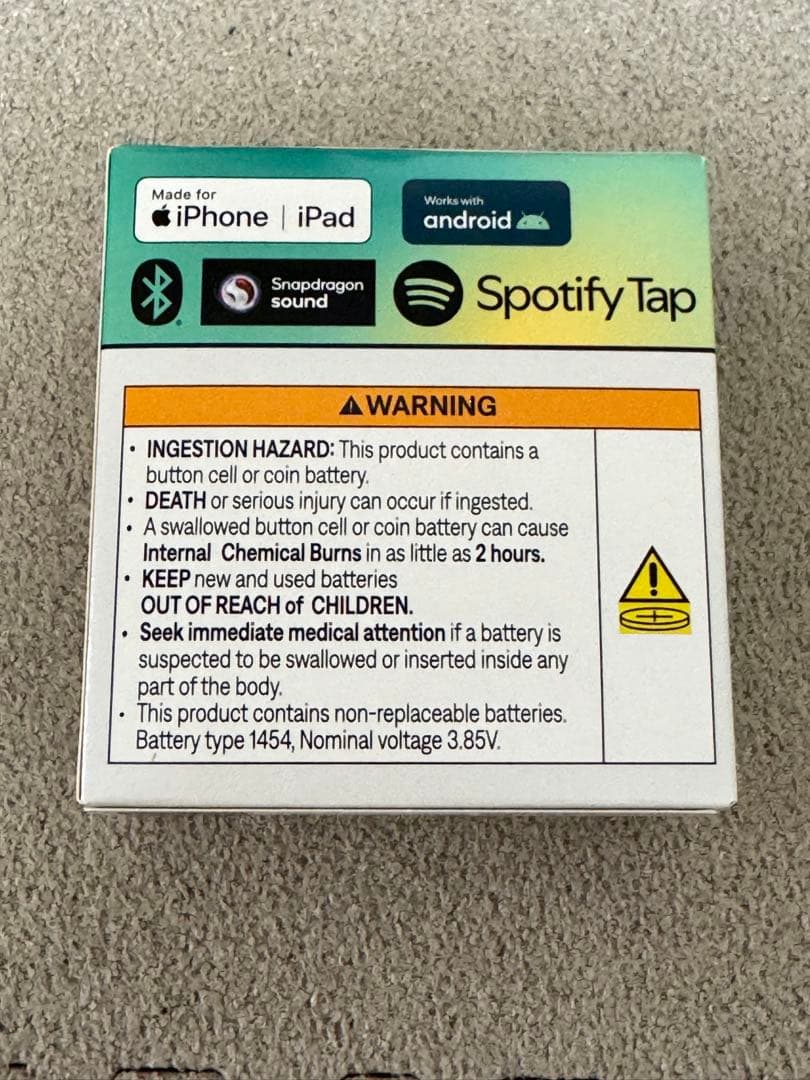 Made for
iPhone | iPad
Works with
android
Snapdragon
sound
Spotify Tap
WARNING
• INGESTION HAZARD: This product contains a
button cell or coin battery.
• DEATH or serious injury can occur if ingested.
• A swallowed button cell or coin battery can cause
Internal Chemical Burns in as little as 2 hours.
• KEEP new and used batteries
OUT OF REACH of CHILDREN.
• Seek immediate medical attention if a battery is
suspected to be swallowed or inserted inside any
part of the body.
• This product contains non-replaceable batteries.
Battery type 1454, Nominal voltage 3.85V.